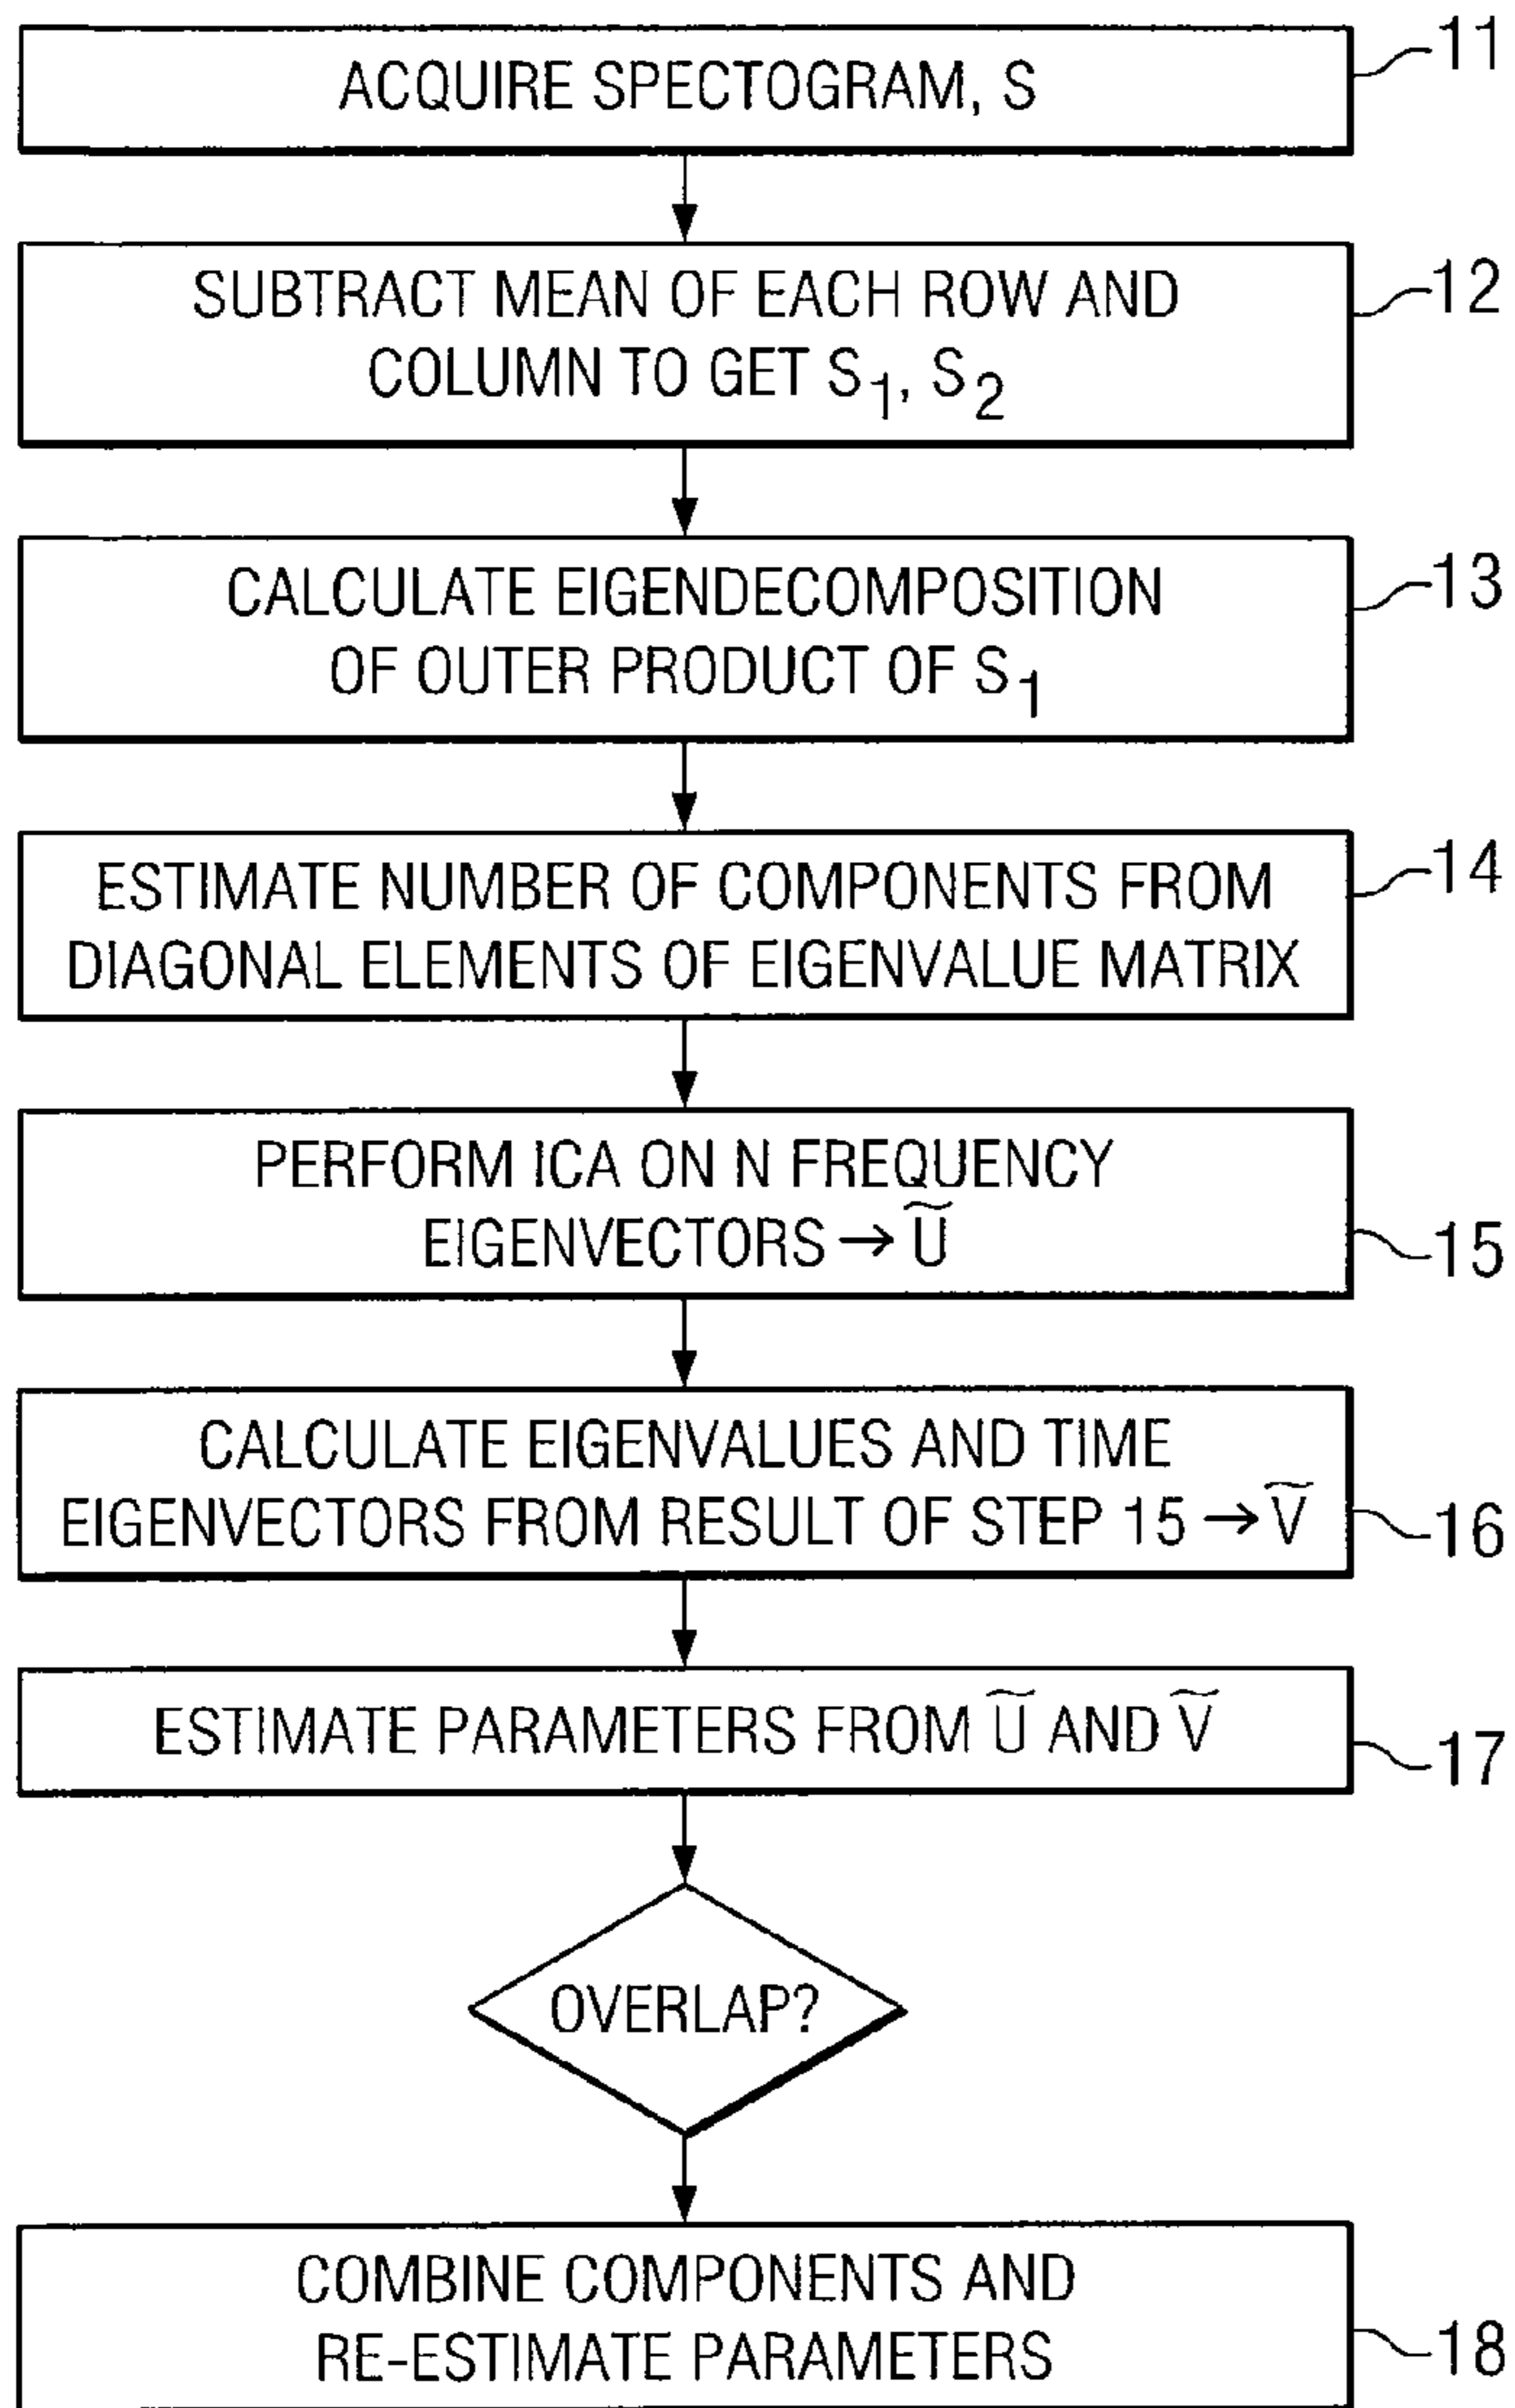 ACQUIRE SPECTOGRAM, S
11
SUBTRACT MEAN OF EACH ROW AND
COLUMN TO GET S₁, S₂
12
CALCULATE EIGENDECOMPOSITION
OF OUTER PRODUCT OF S₁
13
ESTIMATE NUMBER OF COMPONENTS FROM
DIAGONAL ELEMENTS OF EIGENVALUE MATRIX
14
PERFORM ICA ON N FREQUENCY
EIGENVECTORS → Ũ
15
CALCULATE EIGENVALUES AND TIME
EIGENVECTORS FROM RESULT OF STEP 15 → Ṽ
16
ESTIMATE PARAMETERS FROM Ũ AND Ṽ
17
OVERLAP?
COMBINE COMPONENTS AND
RE-ESTIMATE PARAMETERS
18